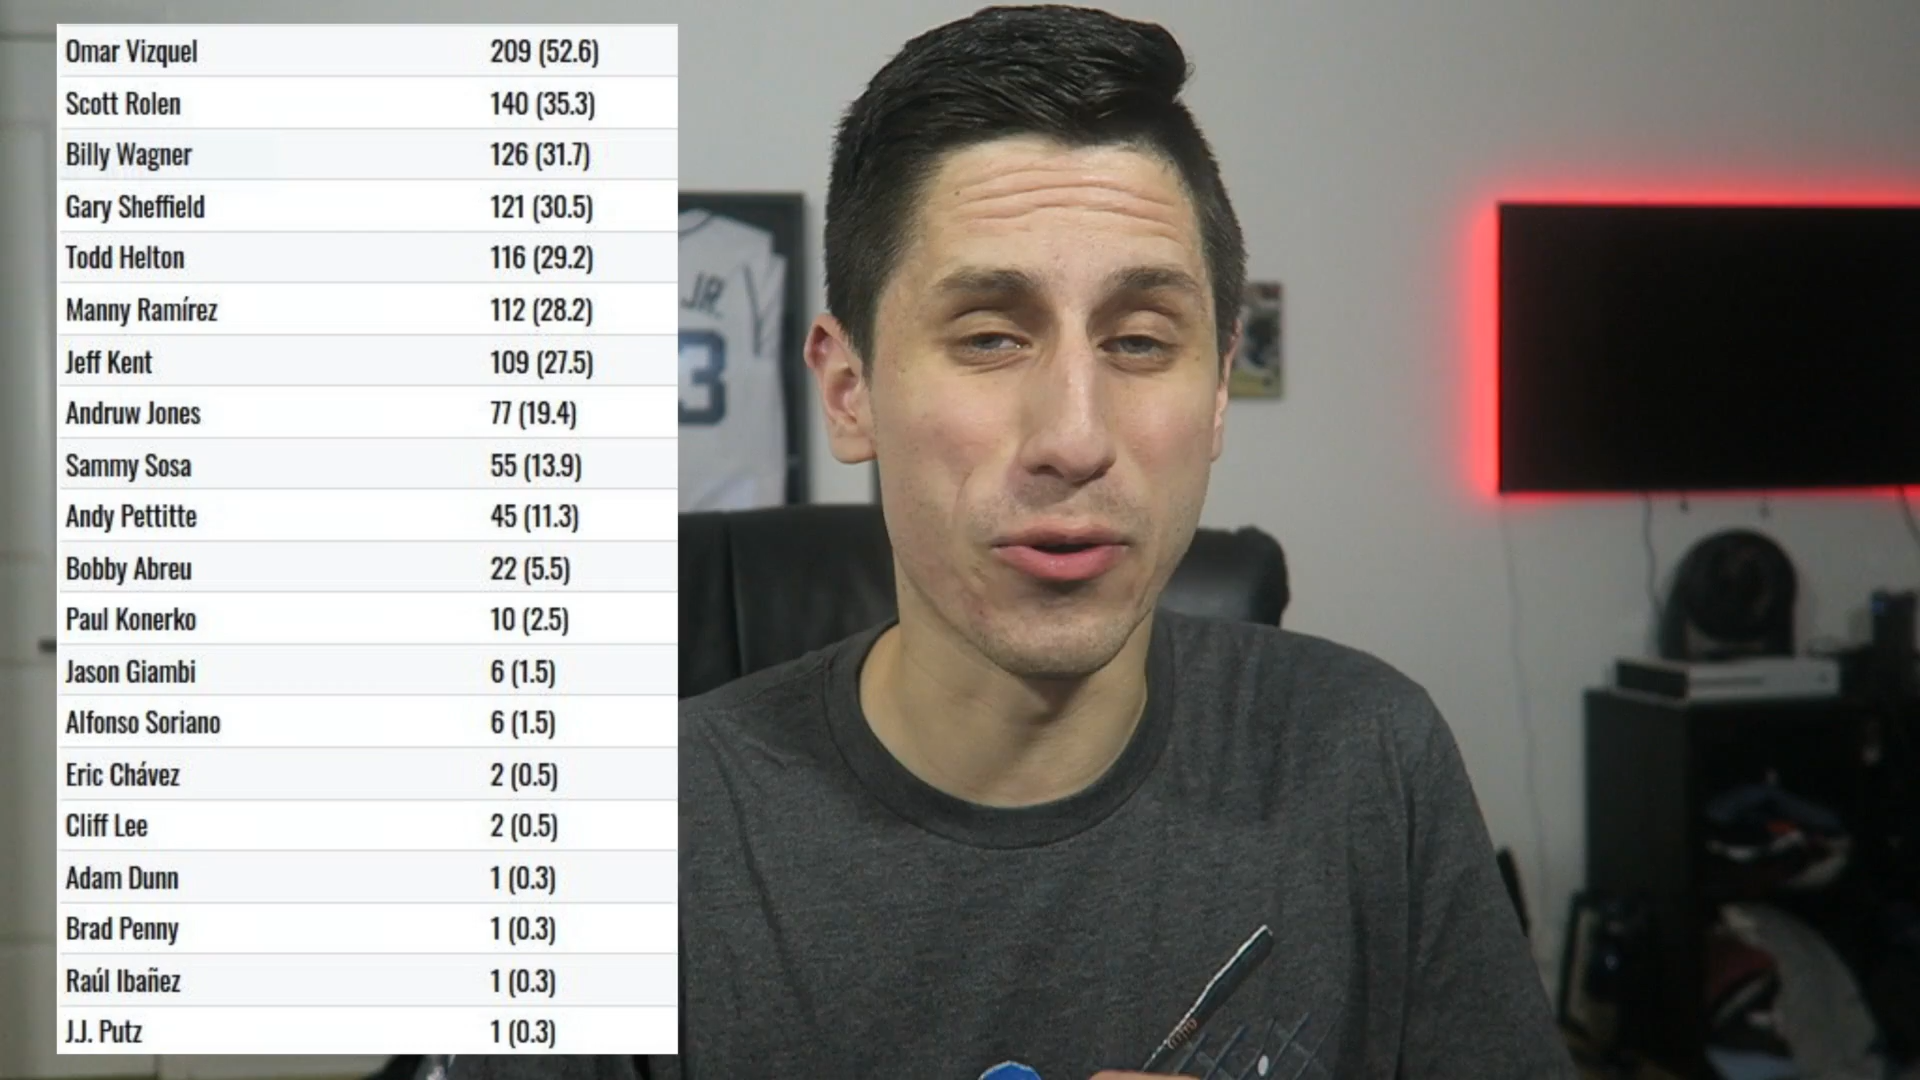 Omar Vizquel 209 (52.6)
Scott Rolen 140 (35.3)
Billy Wagner 126 (31.7)
Gary Sheffield 121 (30.5)
Todd Helton 116 (29.2)
Manny Ramírez 112 (28.2)
Jeff Kent 109 (27.5)
Andruw Jones 77 (19.4)
Sammy Sosa 55 (13.9)
Andy Pettitte 45 (11.3)
Bobby Abreu 22 (5.5)
Paul Konerko 10 (2.5)
Jason Giambi 6 (1.5)
Alfonso Soriano 6 (1.5)
Eric Chávez 2 (0.5)
Cliff Lee 2 (0.5)
Adam Dunn 1 (0.3)
Brad Penny 1 (0.3)
Raúl Ibañez 1 (0.3)
J.J. Putz 1 (0.3)
JR.
3